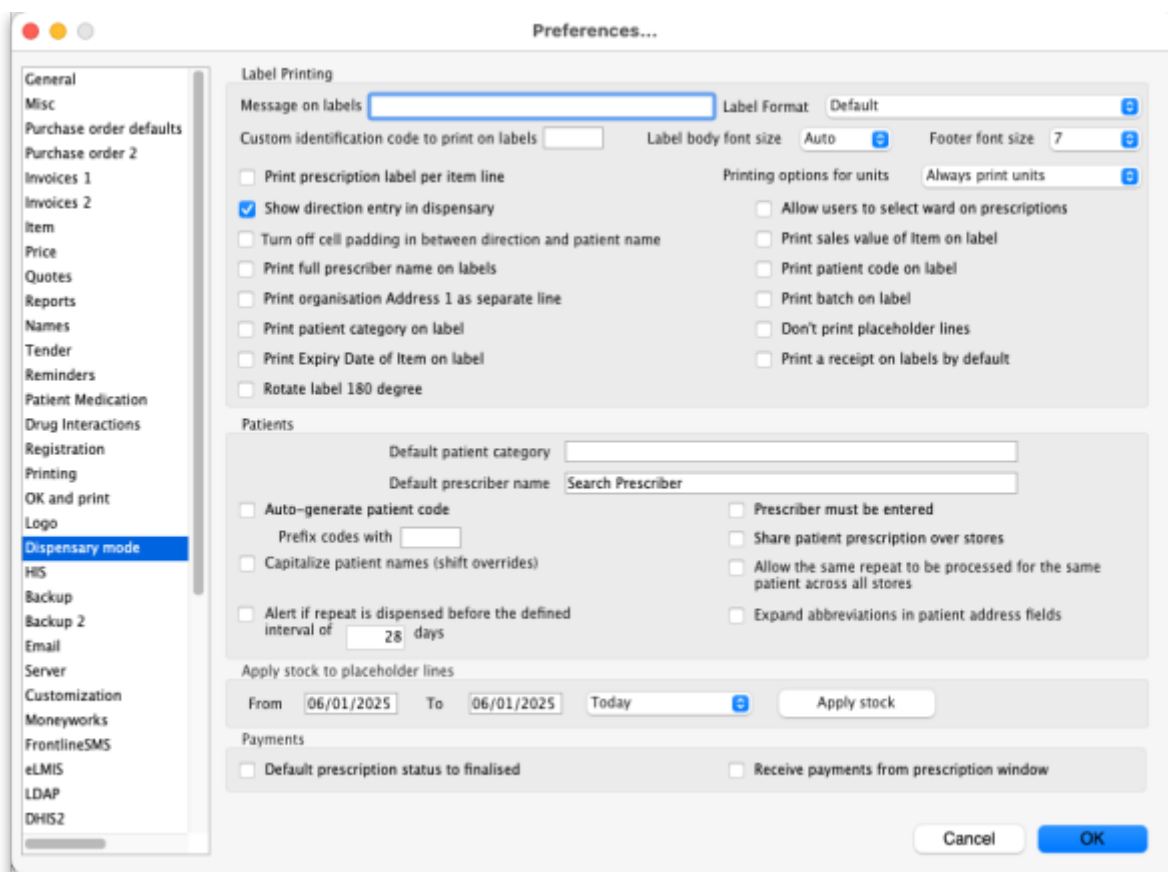 Preferences...
General
Misc
Purchase order defaults
Purchase order 2
Invoices 1
Invoices 2
Item
Price
Quotes
Reports
Names
Tender
Reminders
Patient Medication
Drug Interactions
Registration
Printing
OK and print
Logo
Dispensary mode
HIS
Backup
Backup 2
Email
Server
Customization
Moneyworks
FrontlineSMS
eLMIS
LDAP
DHIS2
Label Printing
Message on labels Label Format Default
Custom identification code to print on labels Label body font size Auto Footer font size 7
Print prescription label per item line Printing options for units Always print units
Show direction entry in dispensary Allow users to select ward on prescriptions
Turn off cell padding in between direction and patient name Print sales value of Item on label
Print full prescriber name on labels Print patient code on label
Print organisation Address 1 as separate line Print batch on label
Print patient category on label Don't print placeholder lines
Print Expiry Date of Item on label Print a receipt on labels by default
Rotate label 180 degree
Patients
Default patient category
Default prescriber name Search Prescriber
Auto-generate patient code Prescriber must be entered
Prefix codes with Share patient prescription over stores
Capitalize patient names (shift overrides) Allow the same repeat to be processed for the same
patient across all stores
Alert if repeat is dispensed before the defined Expand abbreviations in patient address fields
interval of 28 days
Apply stock to placeholder lines
From 06/01/2025 To 06/01/2025 Today Apply stock
Payments
Default prescription status to finalised Receive payments from prescription window
Cancel OK